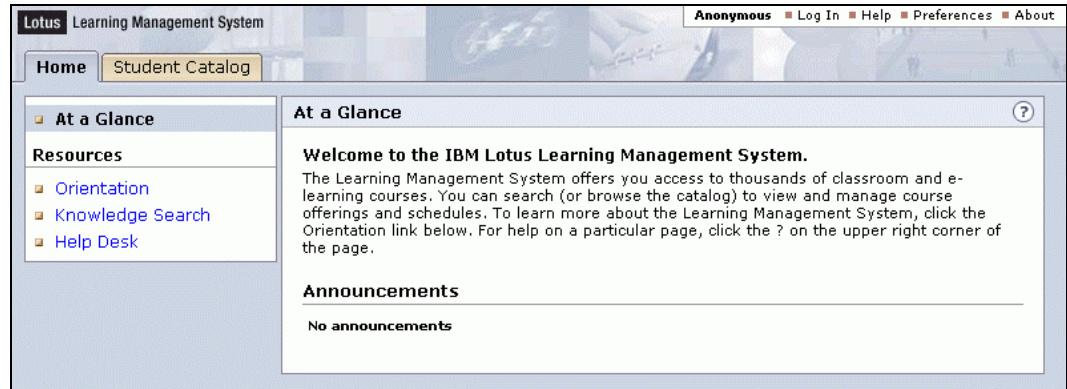 Lotus Learning Management System
Anonymous Log In Help Preferences About
Home Student Catalog
At a Glance
Resources
Orientation
Knowledge Search
Help Desk
At a Glance ?
Welcome to the IBM Lotus Learning Management System.
The Learning Management System offers you access to thousands of classroom and e-
learning courses. You can search (or browse the catalog) to view and manage course
offerings and schedules. To learn more about the Learning Management System, click the
Orientation link below. For help on a particular page, click the ? on the upper right corner of
the page.
Announcements
No announcements